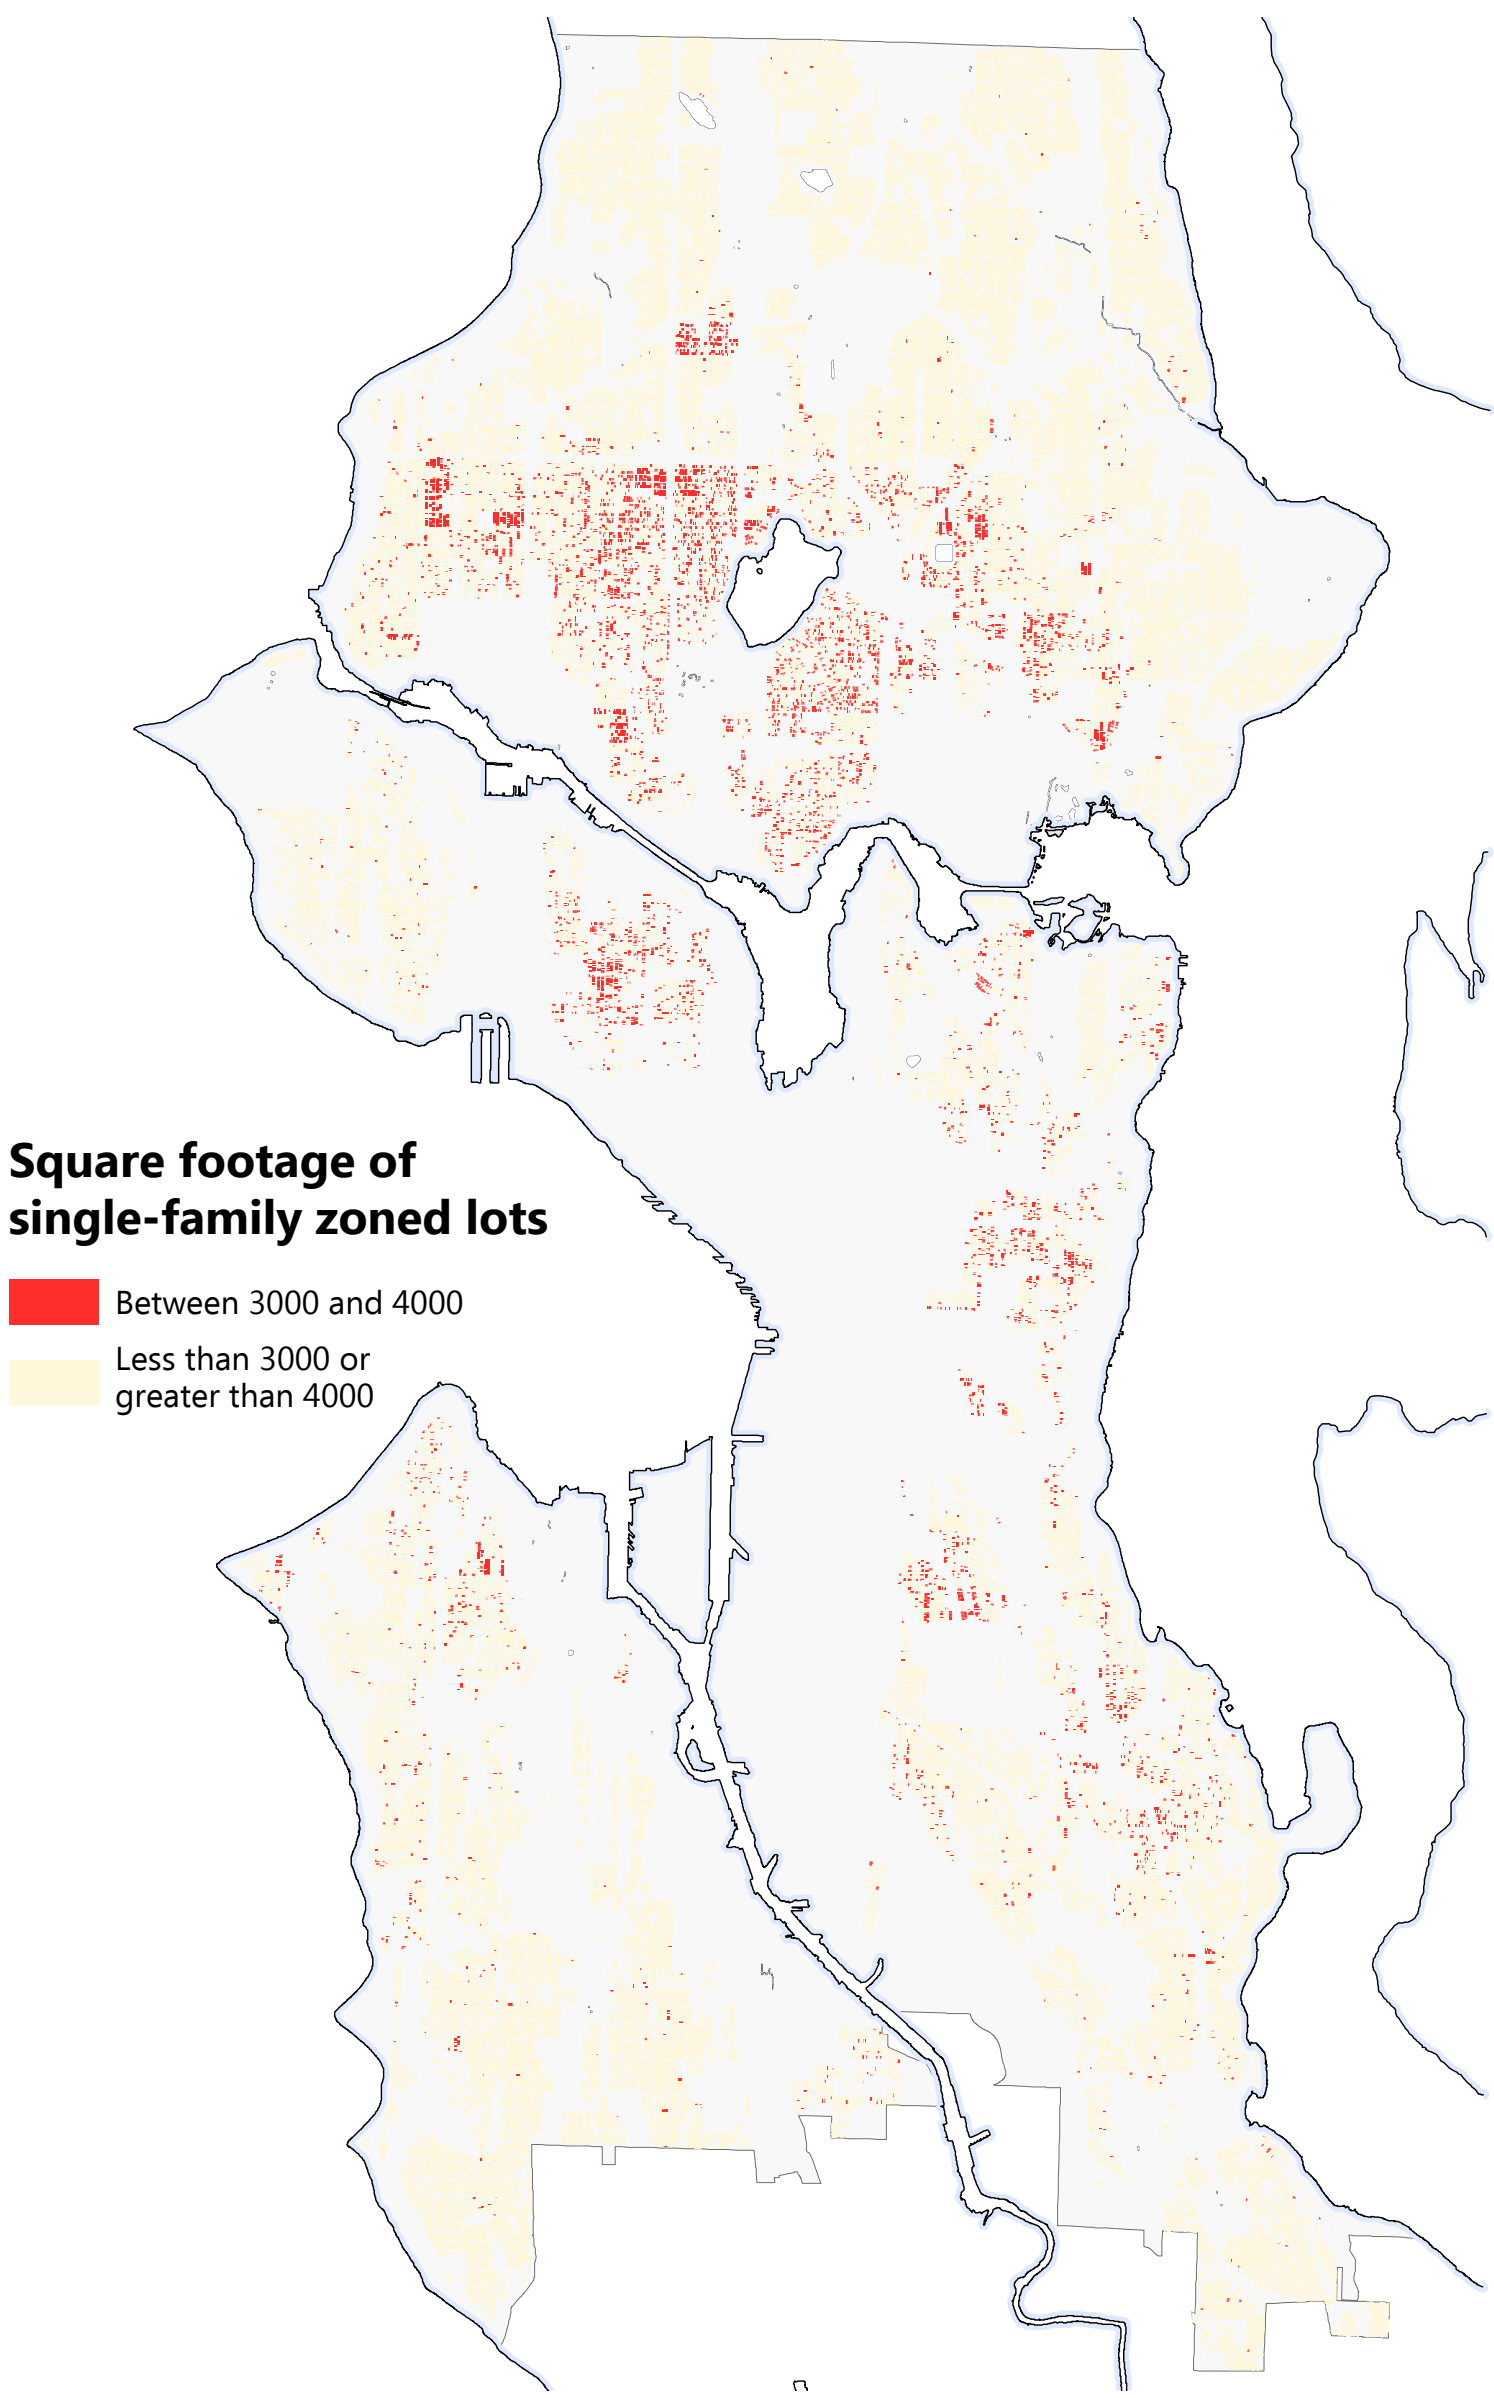 Square footage of
single-family zoned lots
Between 3000 and 4000
Less than 3000 or
greater than 4000